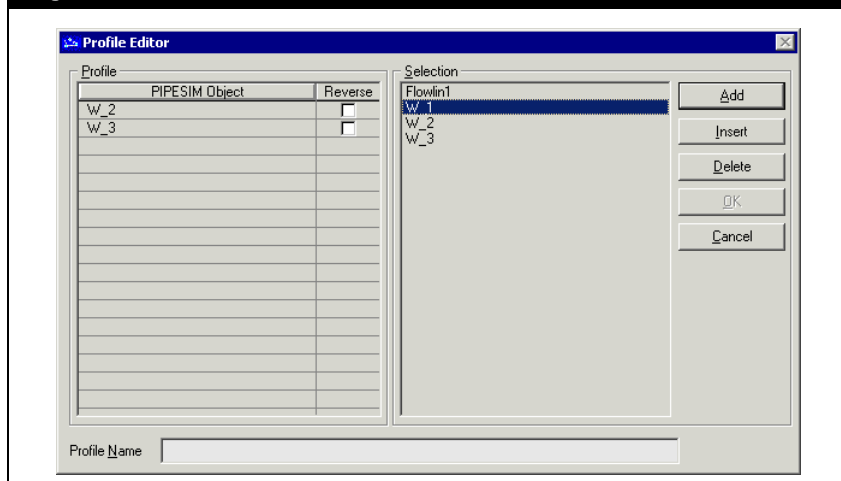 Profile Editor
Profile
PIPESIM Object Reverse
W_2
W_3
Selection
Flowlin1
W_1
W_2
W_3
Add
Insert
Delete
OK
Cancel
Profile Name